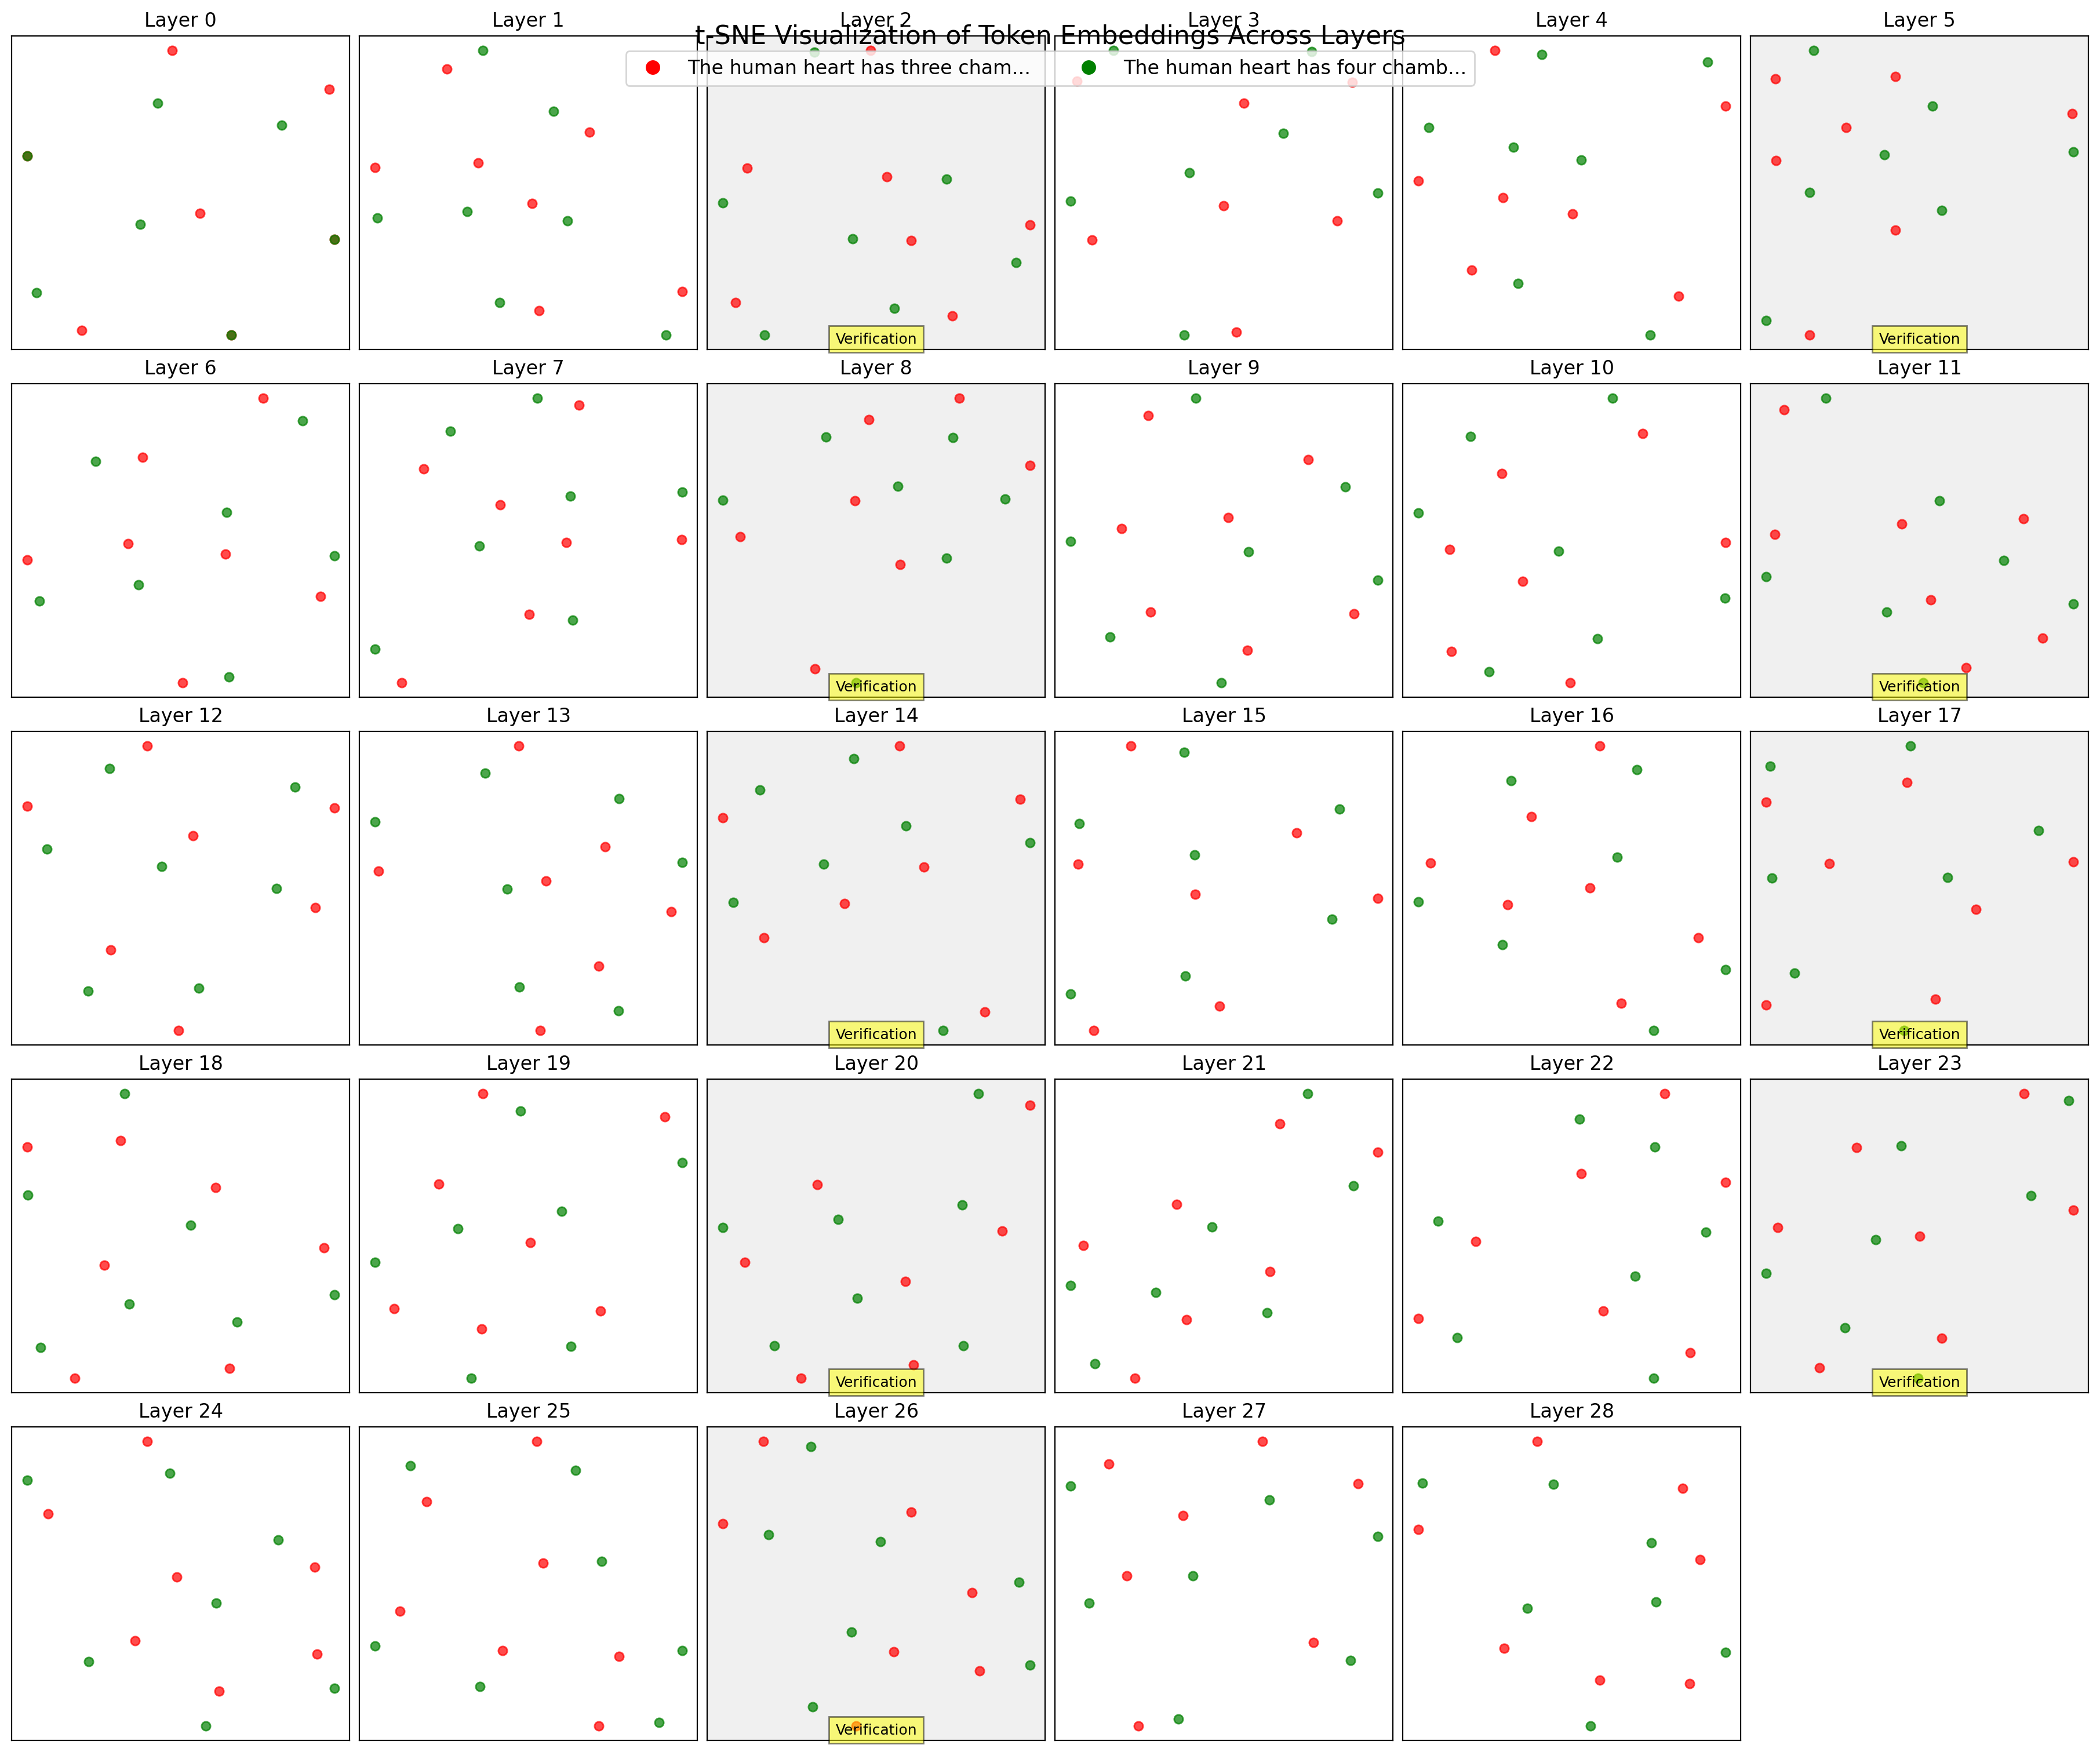 t-SNE Visualization of Token Embeddings Across Layers
The human heart has three cham...
The human heart has four chamb...
Layer 0
Layer 1
Layer 2
Layer 3
Layer 4
Layer 5
Verification
Verification
Layer 6
Layer 7
Layer 8
Layer 9
Layer 10
Layer 11
Verification
Verification
Layer 12
Layer 13
Layer 14
Layer 15
Layer 16
Layer 17
Verification
Verification
Layer 18
Layer 19
Layer 20
Layer 21
Layer 22
Layer 23
Verification
Verification
Layer 24
Layer 25
Layer 26
Layer 27
Layer 28
Verification